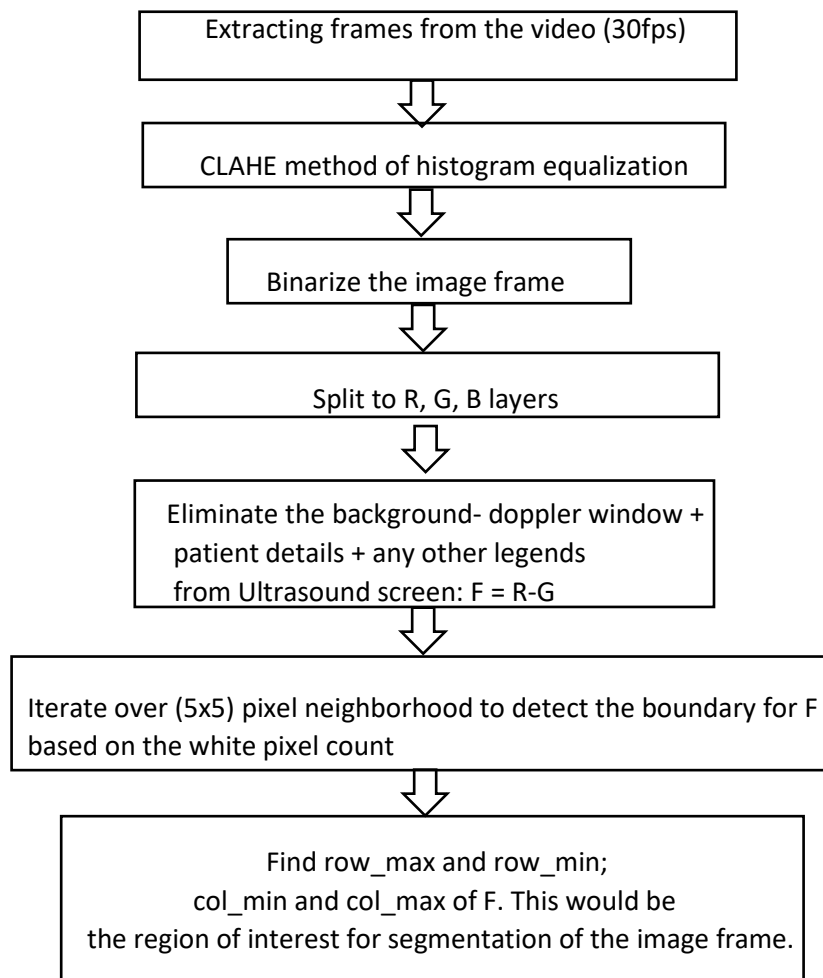 Extracting frames from the video (30fps)
CLAHE method of histogram equalization
Binarize the image frame
Split to R, G, B layers
Eliminate the background- doppler window +
patient details + any other legends
from Ultrasound screen: F = R-G
Iterate over (5x5) pixel neighborhood to detect the boundary for F
based on the white pixel count
Find row_max and row_min;
col_min and col_max of F. This would be
the region of interest for segmentation of the image frame.